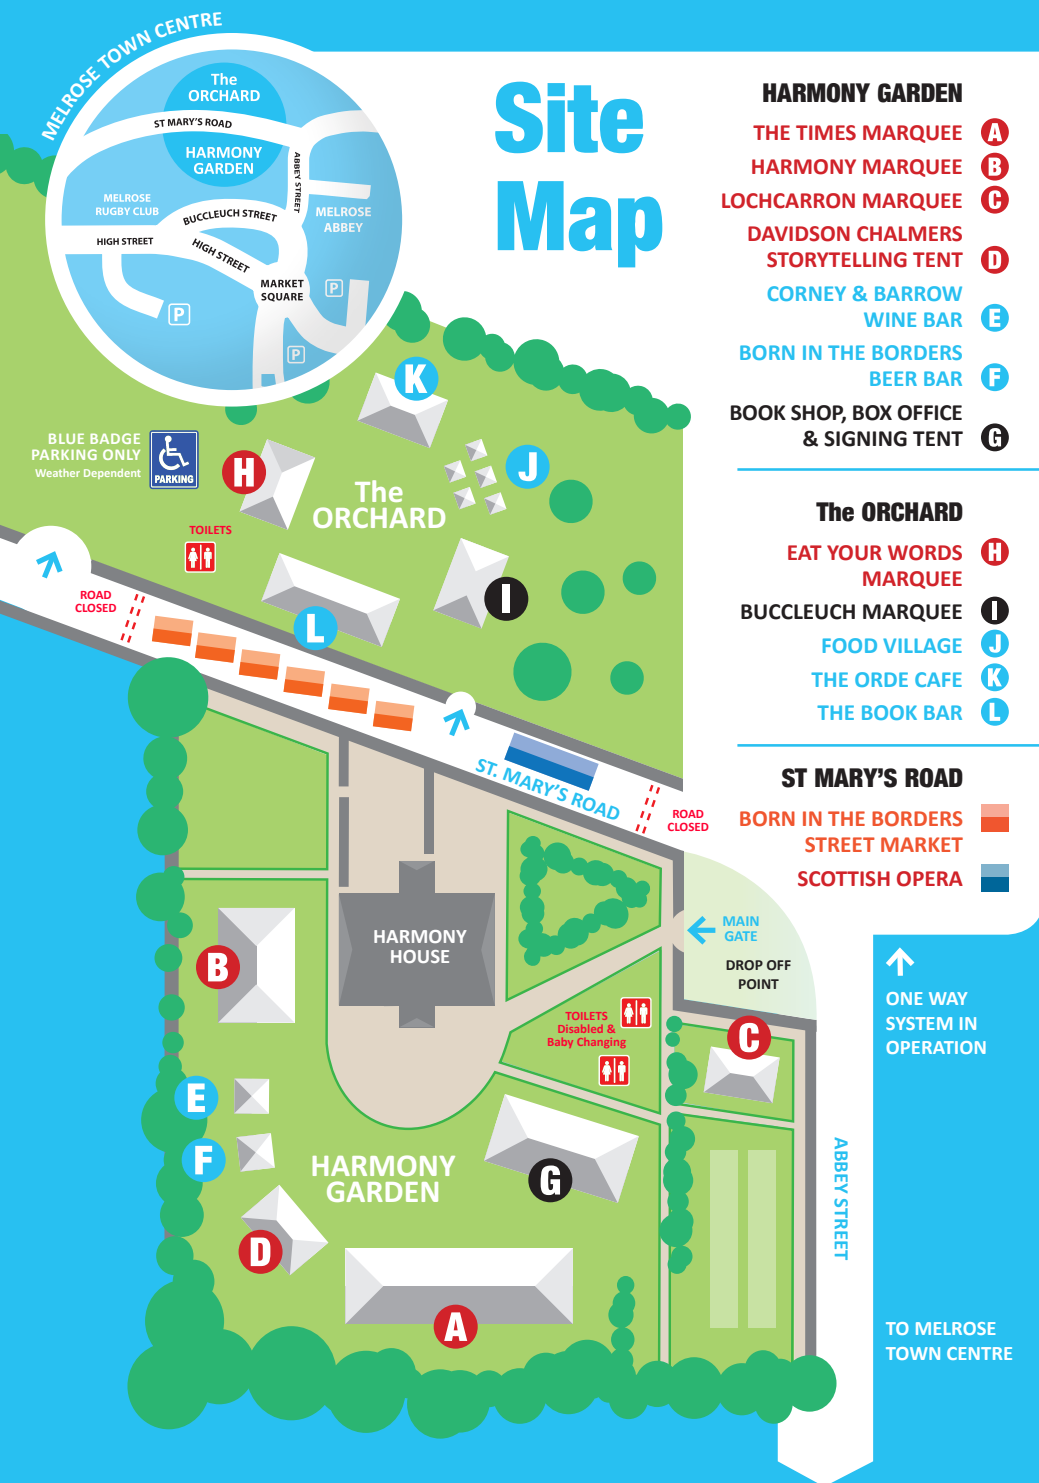 MELROSE TOWN CENTRE
The
ORCHARD
ST MARY'S ROAD
HARMONY
GARDEN
ABBEY STREET
MELROSE
RUGBY CLUB
BUCCLEUCH STREET
MELROSE
ABBEY
HIGH STREET
HIGH STREET
MARKET
SQUARE
P
P
P
Site
Map
HARMONY GARDEN
THE TIMES MARQUEE A
HARMONY MARQUEE B
LOCHCARRON MARQUEE C
DAVIDSON CHALMERS
STORYTELLING TENT D
CORNEY & BARROW
WINE BAR E
BORN IN THE BORDERS
BEER BAR F
BOOK SHOP, BOX OFFICE
& SIGNING TENT G
The ORCHARD
EAT YOUR WORDS H
MARQUEE
BUCCLEUCH MARQUEE I
FOOD VILLAGE J
THE ORDE CAFE K
THE BOOK BAR L
ST MARY'S ROAD
BORN IN THE BORDERS
STREET MARKET
SCOTTISH OPERA
K
BLUE BADGE
PARKING ONLY
Weather Dependent
PARKING
H
J
The
ORCHARD
TOILETS
I
ROAD
CLOSED
L
ST. MARY'S ROAD
ROAD
CLOSED
HARMONY
HOUSE
MAIN
GATE
DROP OFF
POINT
B
TOILETS
Disabled &
Baby Changing
C
ONE WAY
SYSTEM IN
OPERATION
E
F
HARMONY
GARDEN
G
D
A
ABBEY STREET
TO MELROSE
TOWN CENTRE